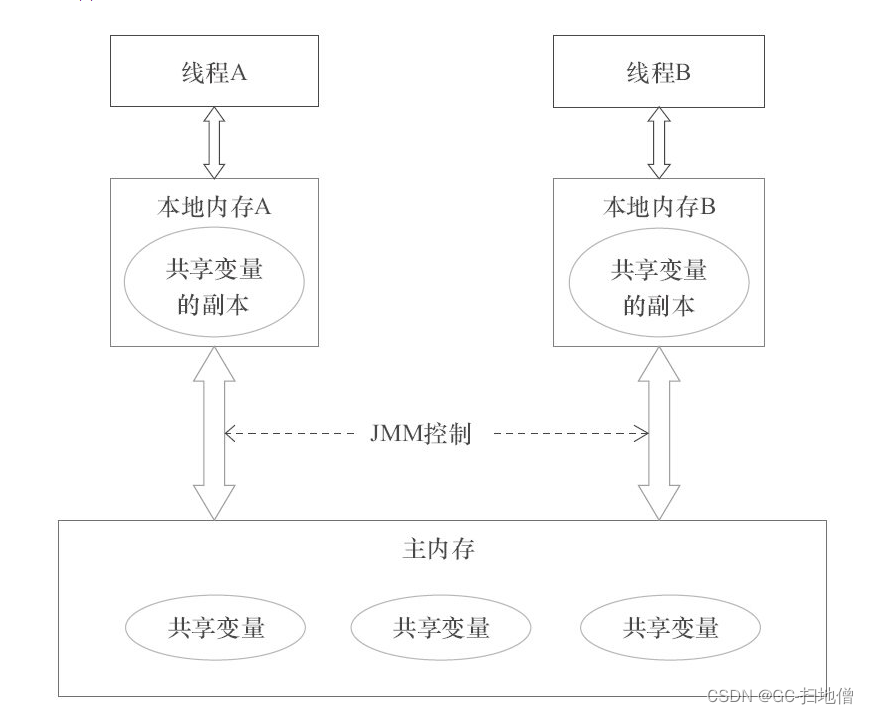 线程A
线程B
本地内存A
共享变量
的副本
本地内存B
共享变量
的副本
JMM控制
主内存
共享变量
共享变量
共享变量
CSDN @GC-扫地僧